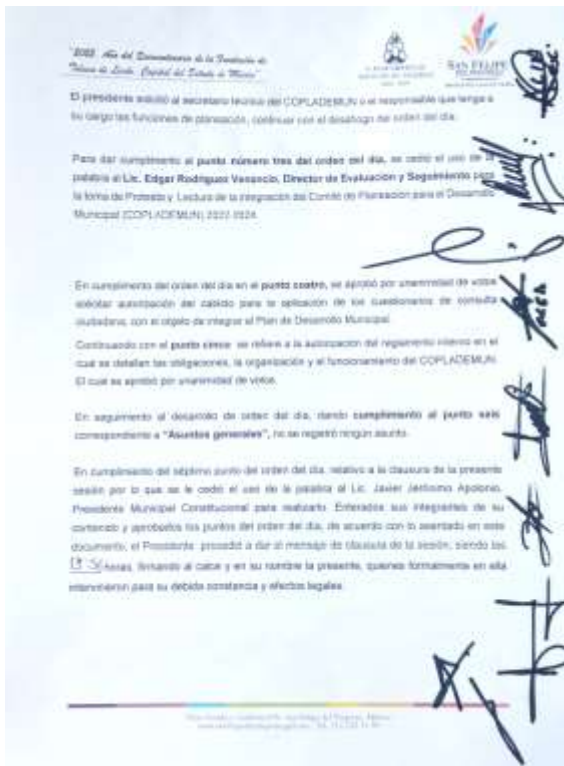 "2022. Año del Bicentenario de la Fundación de
Toluca de Lerdo, Capital del Estado de México".
SAN FELIPE
DEL PROGRESO
El presidente solicitó al secretario técnico del COPLADEMUN o el responsable que tenga a
su cargo las funciones de planeación, continuar con el desahogo del orden del día.
Para dar cumplimiento al punto número tres del orden del día, se cedió el uso de la
palabra al Lic. Edgar Rodríguez Venancio, Director de Evaluación y Seguimiento para
la toma de Protesta y Lectura de la integración del Comité de Planeación para el Desarrollo
Municipal (COPLADEMUN) 2022-2024.
En cumplimiento del orden del día en el punto cuatro, se aprobó por unanimidad de votos
solicitar autorización del cabildo para la aplicación de los cuestionarios de consulta
ciudadana, con el objeto de integrar el Plan de Desarrollo Municipal.
Continuando con el punto cinco se refiere a la autorización del reglamento interno en el
cual se detallan las obligaciones, la organización y el funcionamiento del COPLADEMUN.
El cual se aprobó por unanimidad de votos.
En seguimiento al desarrollo de orden del día, dando cumplimiento al punto seis
correspondiente a "Asuntos generales", no se registró ningún asunto.
En cumplimiento del séptimo punto del orden del día, relativo a la clausura de la presente
sesión por lo que se le cedió el uso de la palabra al Lic. Javier Jerónimo Apolonio,
Presidente Municipal Constitucional para realizarlo. Enterados sus integrantes de su
contenido y aprobados los puntos del orden del día, de acuerdo con lo asentado en este
documento, el Presidente procedió a dar el mensaje de clausura de la sesión, siendo las
horas, firmando al calce y en su nombre la presente, quienes formalmente en ella
intervinieron para su debida constancia y efectos legales.